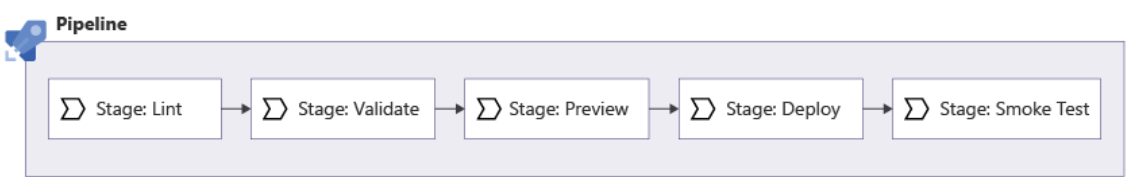 Pipeline
Stage: Lint
Stage: Validate
Stage: Preview
Stage: Deploy
Stage: Smoke Test